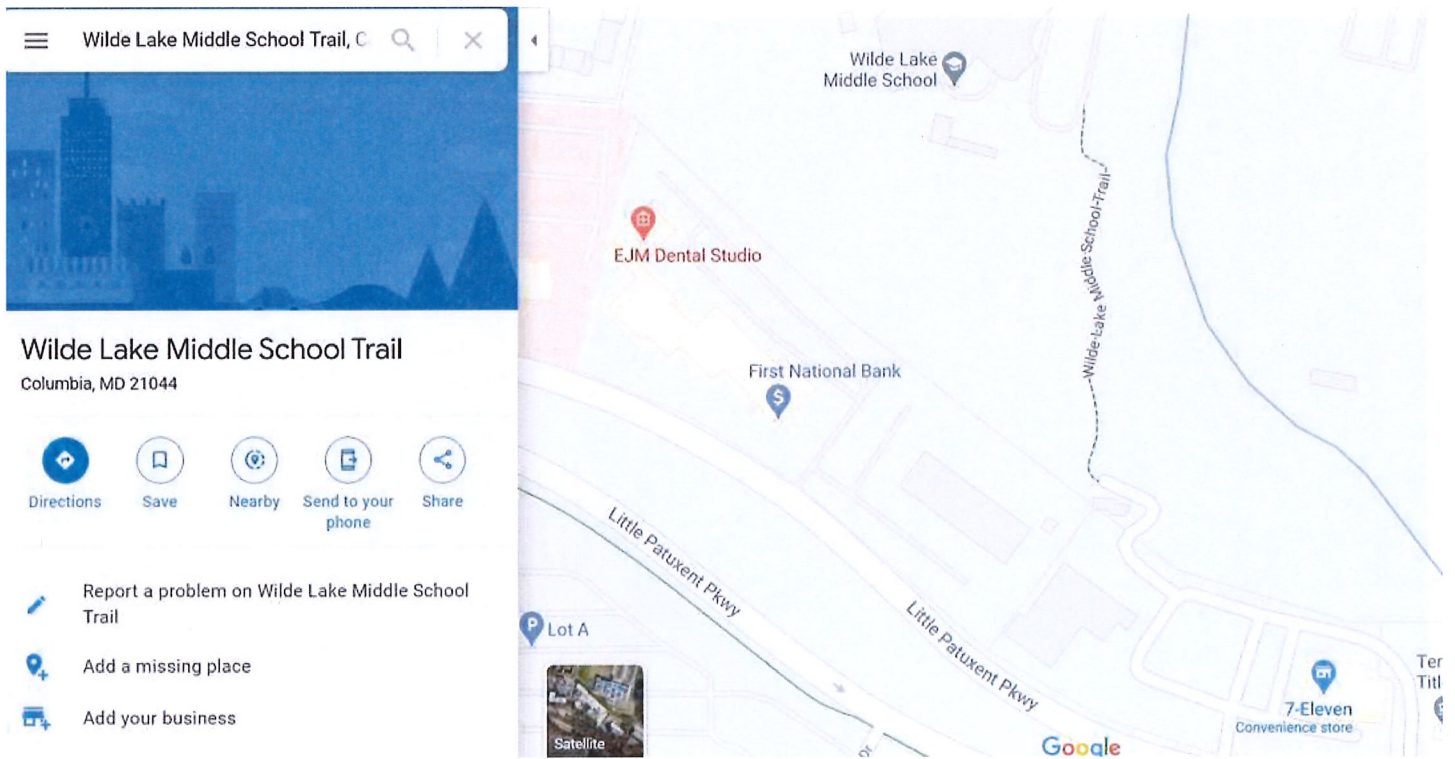 Wilde Lake Middle School Trail, C
Wilde Lake Middle School Trail
Columbia, MD 21044
Directions
Save
Nearby
Send to your
phone
Share
Report a problem on Wilde Lake Middle School
Trail
Add a missing place
Add your business
Wilde Lake
Middle School
Wilde Lake Middle School Trail
EJM Dental Studio
First National Bank
Little Patuxent Pkwy
Little Patuxent Pkwy
Lot A
7-Eleven
Convenience store
Ter
Titl
Satellite
Google